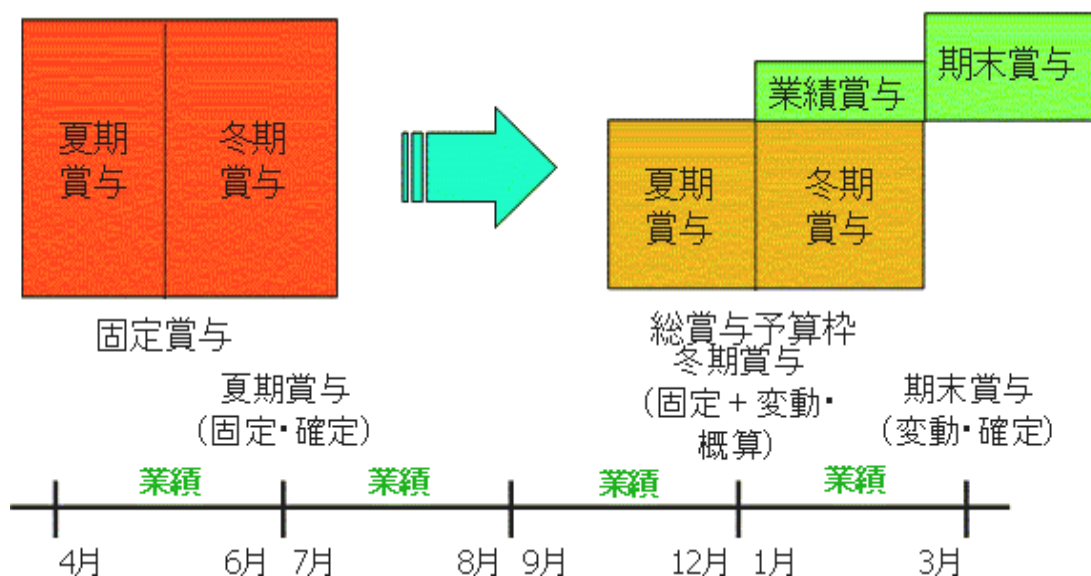 夏期
賞与
冬期
賞与
固定賞与
夏期
賞与
冬期
賞与
業績賞与
期末賞与
総賞与予算枠
夏期賞与
(固定・確定)
冬期賞与
(固定+変動・
概算)
期末賞与
(変動・確定)
業績
業績
業績
業績
4月
6月
7月
8月
9月
12月
1月
3月